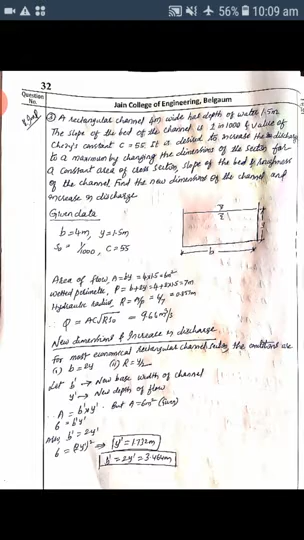 56% 10:09 am
32
Question No.
Jain College of Engineering, Belgaum
③ A rectangular channel 4m wide has depth of water 1.5m
The slope of the bed of the channel is 1 in 1000 & value of
Chezy's constant C = 55. It is desired to increase the discharge
to a maximum by changing the dimensions of the section for
a constant area of cross section, slope of the bed & roughness
of the channel find the new dimensions of the channel and
increase in discharge.
Given data
b = 4m, y = 1.5m
S₀ = 1/1000, C = 55
b
Area of flow, A = by = 4×1.5 = 6m²
Wetted perimeter, P = b+2y = 4+2×1.5 = 7m
Hydraulic radius, R = A/P = 6/7 = 0.857m
Q = AC√RS₀ = 9.66m³/s
New dimensions & Increase in discharge
for most economical rectangular channel section, the conditions are
(i) b = 2y (ii) R = y/2
Let b' → New base width of channel
y' → New depth of flow
∴ A = b'×y' But A = 6m²
6 = b'y'
Also, b' = 2y'
6 = (2y')² ⇒ y' = 1.732m
b' = 2y' = 3.464m